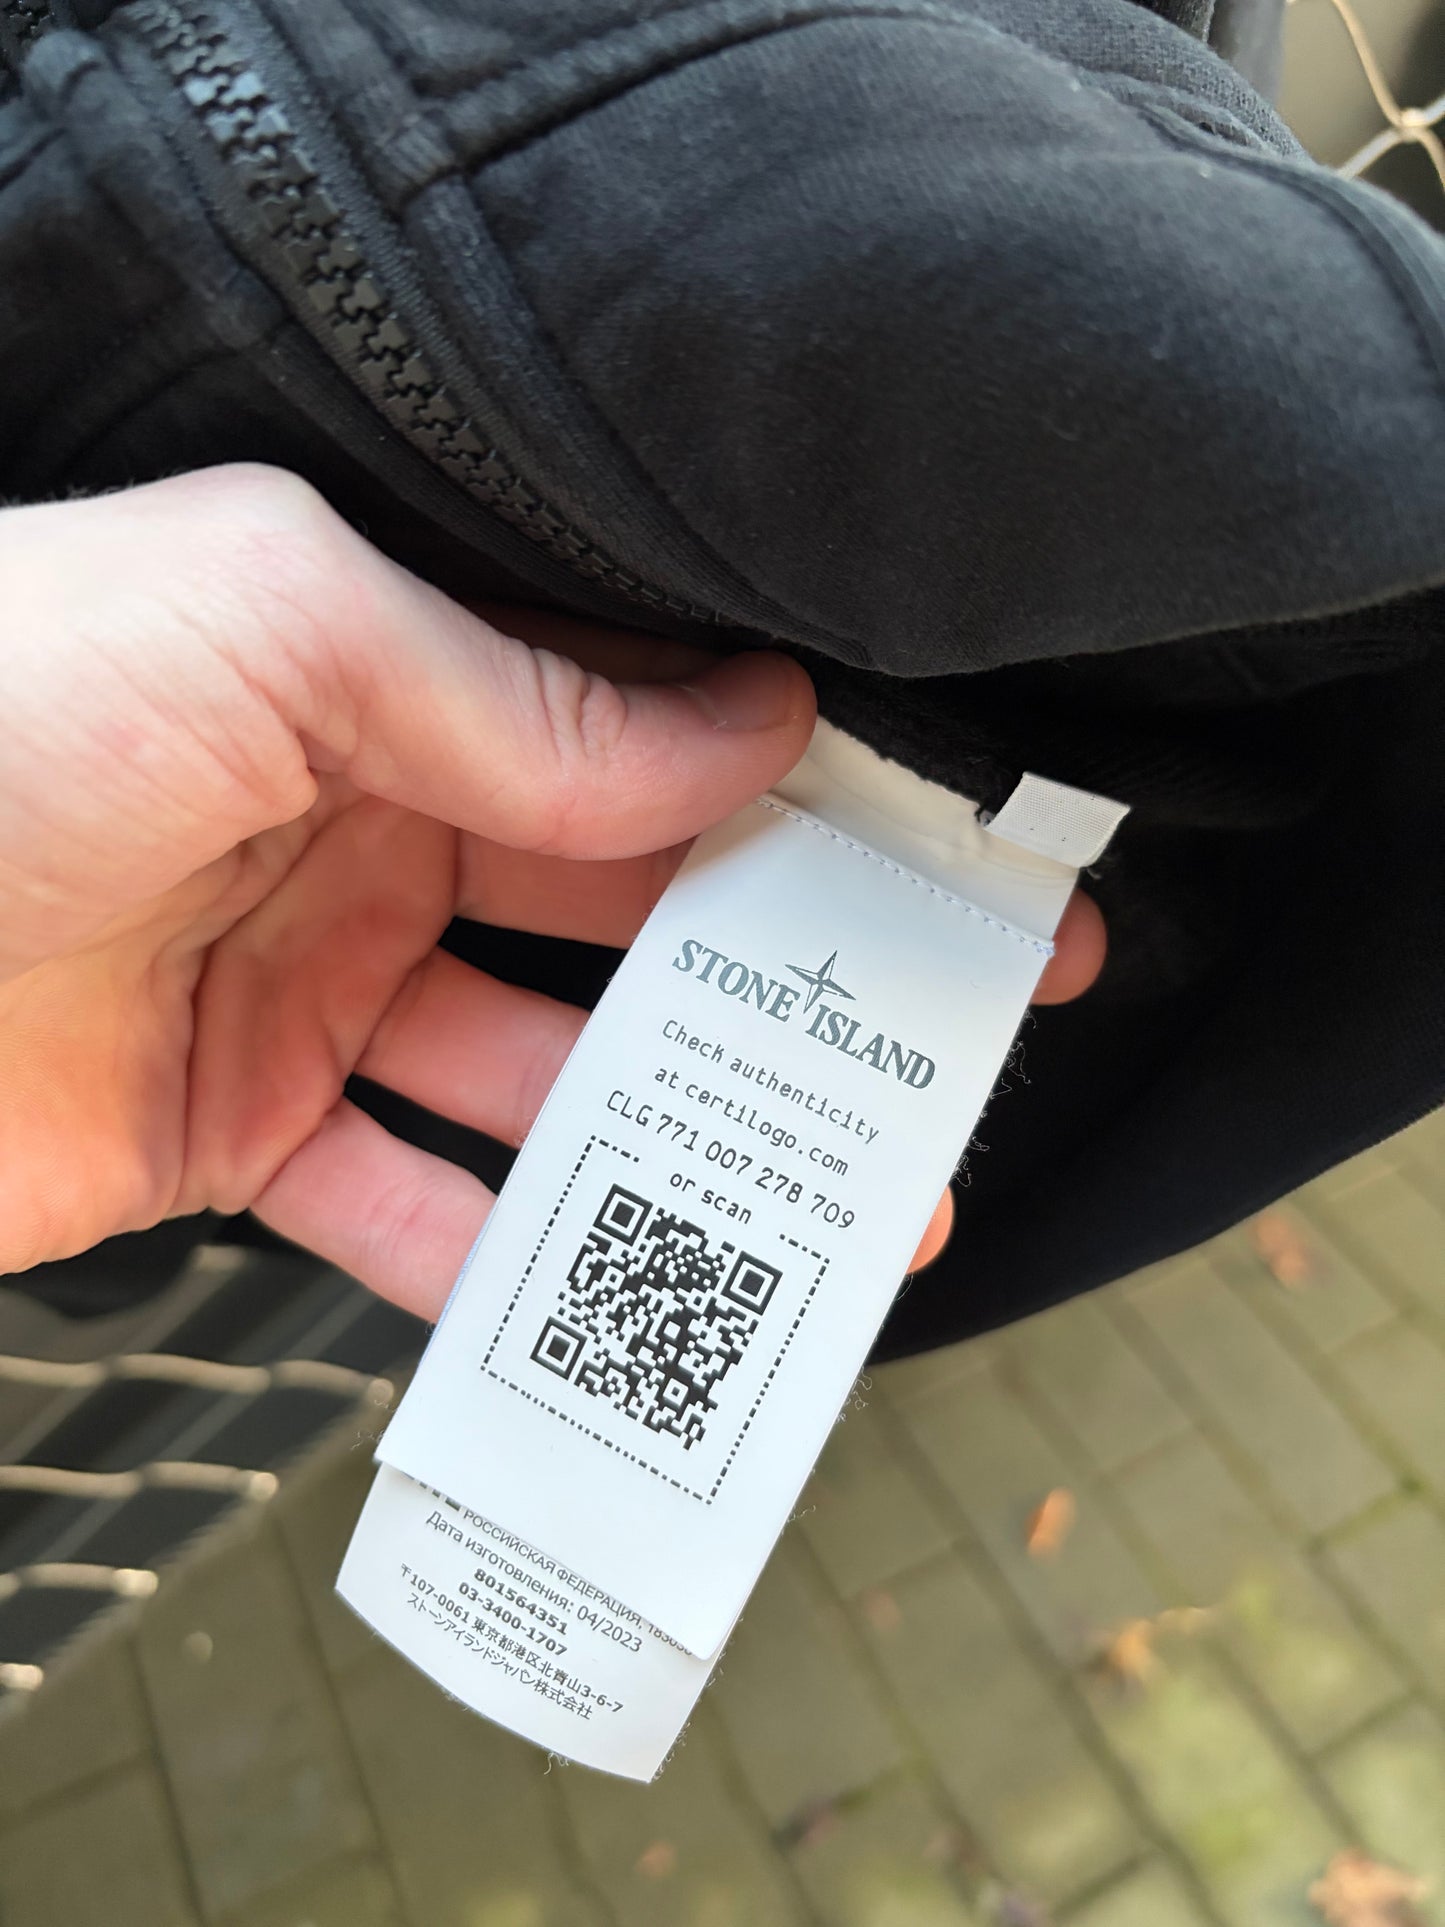 STONE ISLAND
Check authenticity
at certilogo.com
CLG 771 007 278 709
or scan
РОССИЙСКАЯ ФЕДЕРАЦИЯ,
Дата изготовления: 04/2023
801564351
03-3400-1707
〒107-0061 東京都港区北青山3-6-7
ストーンアイランドジャパン株式会社